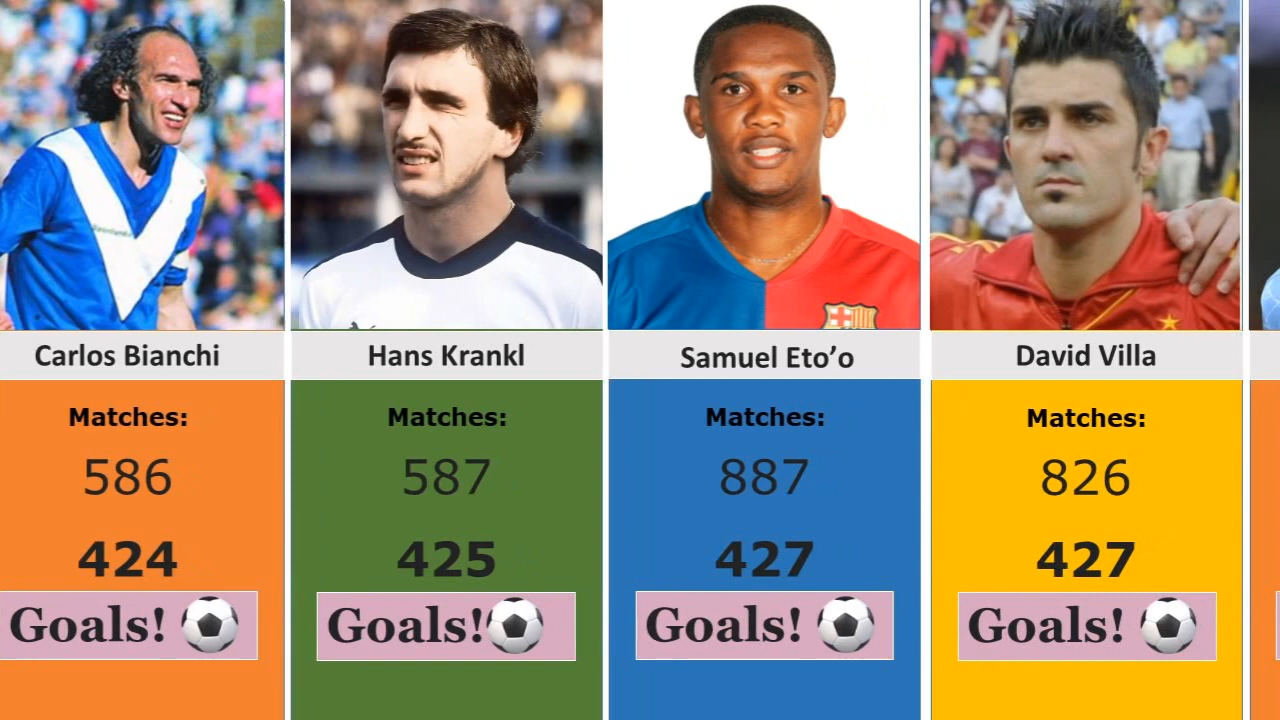 Carlos Bianchi
Matches:
586
424
Goals!
Hans Krankl
Matches:
587
425
Goals!
Samuel Eto’o
Matches:
887
427
Goals!
David Villa
Matches:
826
427
Goals!